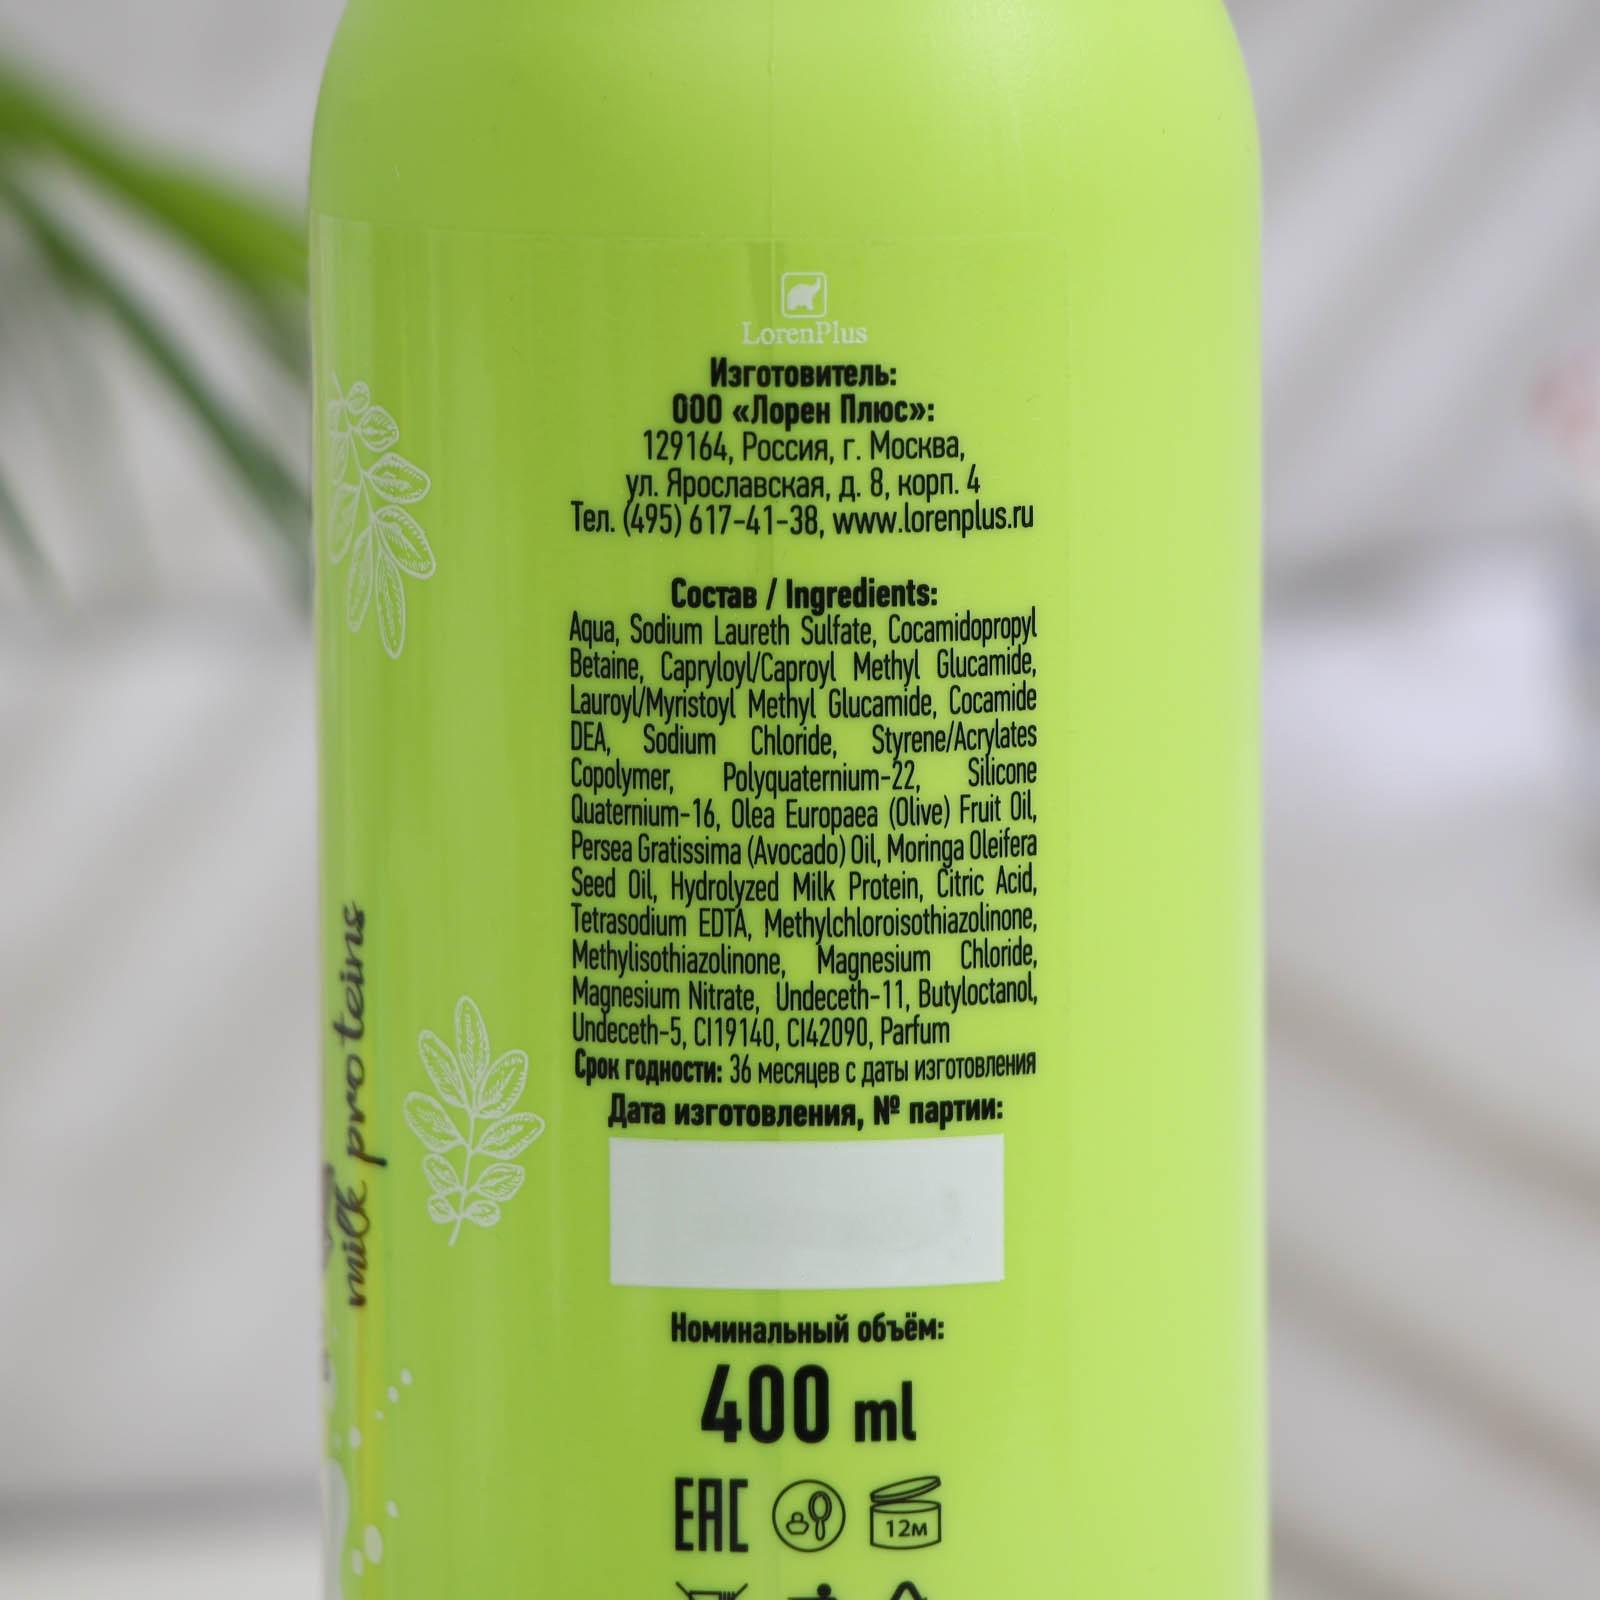 LorenPlus
Изготовитель:
ООО «Лорен Плюс»:
129164, Россия, г. Москва,
ул. Ярославская, д. 8, корп. 4
Тел. (495) 617-41-38, www.lorenplus.ru
Состав / Ingredients:
Aqua, Sodium Laureth Sulfate, Cocamidopropyl
Betaine, Capryloyl/Caproyl Methyl Glucamide,
Lauroyl/Myristoyl Methyl Glucamide, Cocamide
DEA, Sodium Chloride, Styrene/Acrylates
Copolymer, Polyquaternium-22, Silicone
Quaternium-16, Olea Europaea (Olive) Fruit Oil,
Persea Gratissima (Avocado) Oil, Moringa Oleifera
Seed Oil, Hydrolyzed Milk Protein, Citric Acid,
Tetrasodium EDTA, Methylchloroisothiazolinone,
Methylisothiazolinone, Magnesium Chloride,
Magnesium Nitrate, Undeceth-11, Butyloctanol,
Undeceth-5, CI19140, CI42090, Parfum
Срок годности: 36 месяцев с даты изготовления
Дата изготовления, № партии:
Номинальный объём:
400 ml
EAC
12М
milk proteins